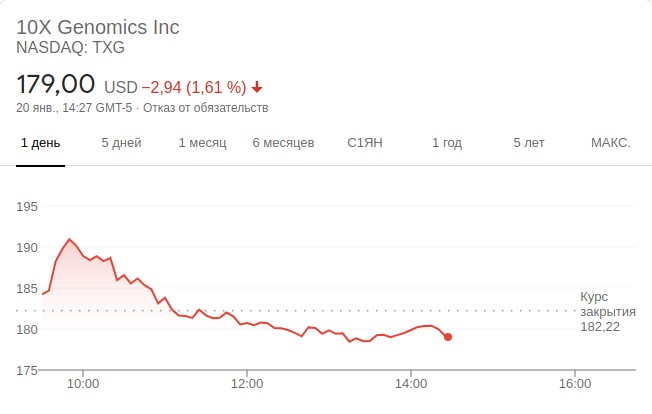 10X Genomics Inc
NASDAQ: TXG
179,00 USD −2,94 (1,61 %)
20 янв., 14:27 GMT-5 · Отказ от обязательств
1 день 5 дней 1 месяц 6 месяцев С1ЯН 1 год 5 лет МАКС.
195
190
185
Курс
закрытия
182,22
180
175
10:00 12:00 14:00 16:00